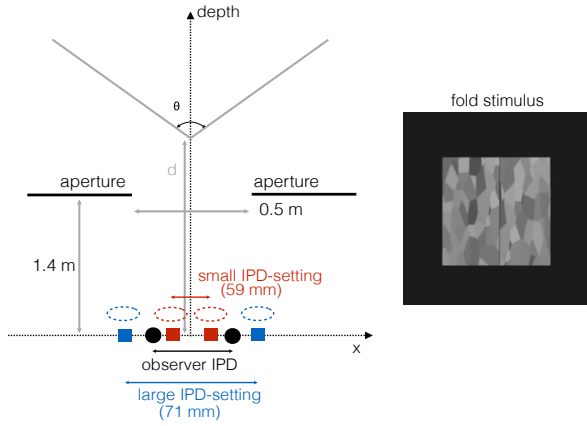 depth
θ
fold stimulus
d
aperture
aperture
0.5 m
1.4 m
small IPD-setting
(59 mm)
x
observer IPD
large IPD-setting
(71 mm)